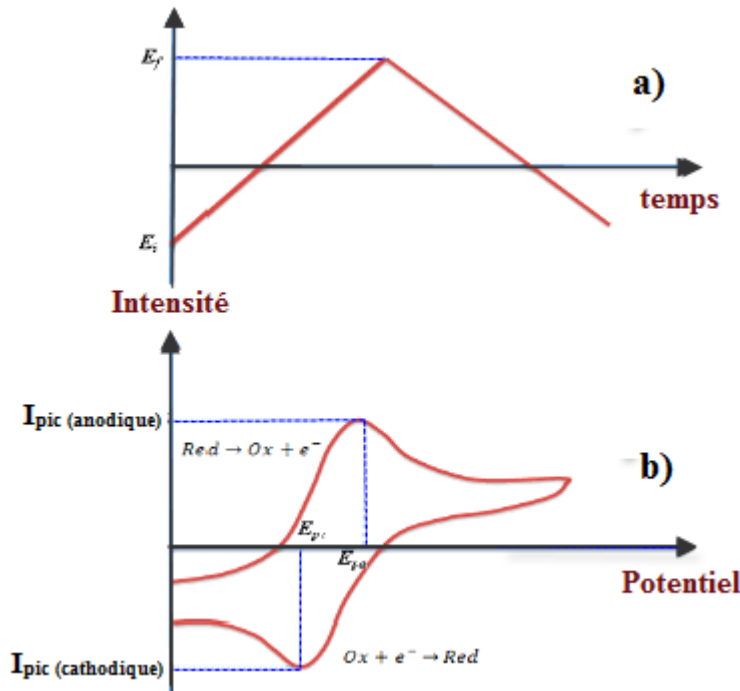 E_f
a)
temps
E_i
Intensité
I_pic (anodique)
Red → Ox + e⁻
b)
E_pc
E_pa
Potentiel
Ox + e⁻ → Red
I_pic (cathodique)